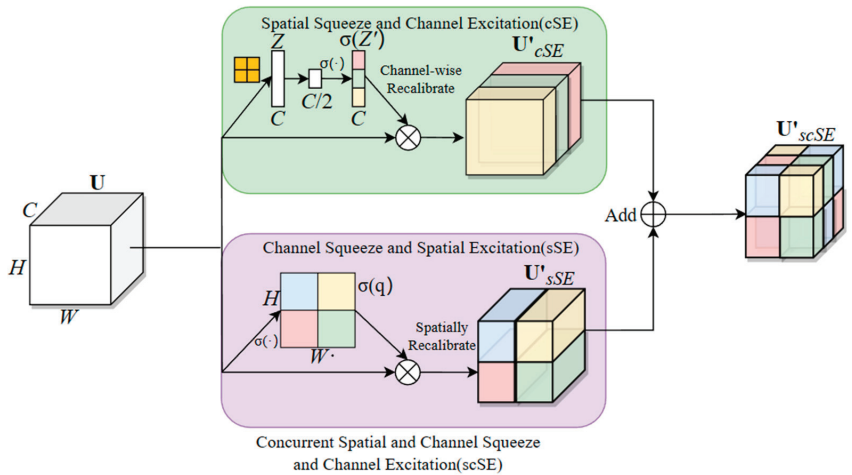 Spatial Squeeze and Channel Excitation(cSE)
Z
σ(Z')
σ(·)
C/2
C
C
Channel-wise
Recalibrate
U'cSE
U
C
H
W
Add
U'scSE
Channel Squeeze and Spatial Excitation(sSE)
H
σ(q)
σ(·)
W ·
Spatially
Recalibrate
U'sSE
Concurrent Spatial and Channel Squeeze
and Channel Excitation(scSE)